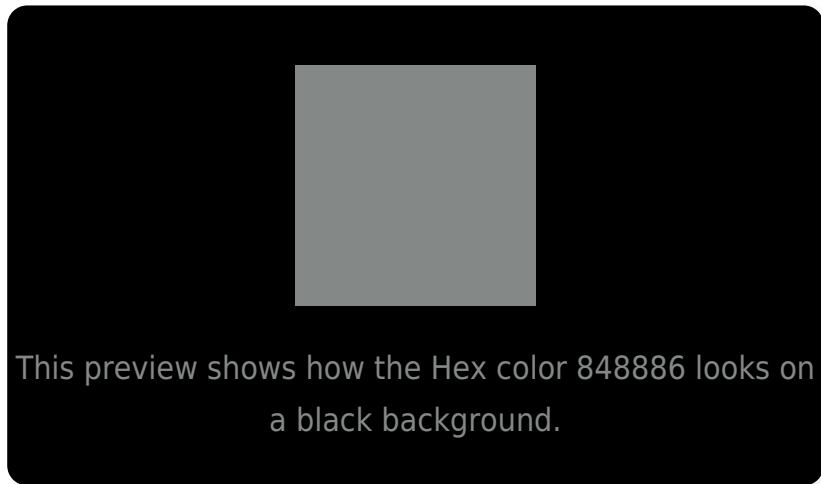 This preview shows how the Hex color 848886 looks on
a black background.